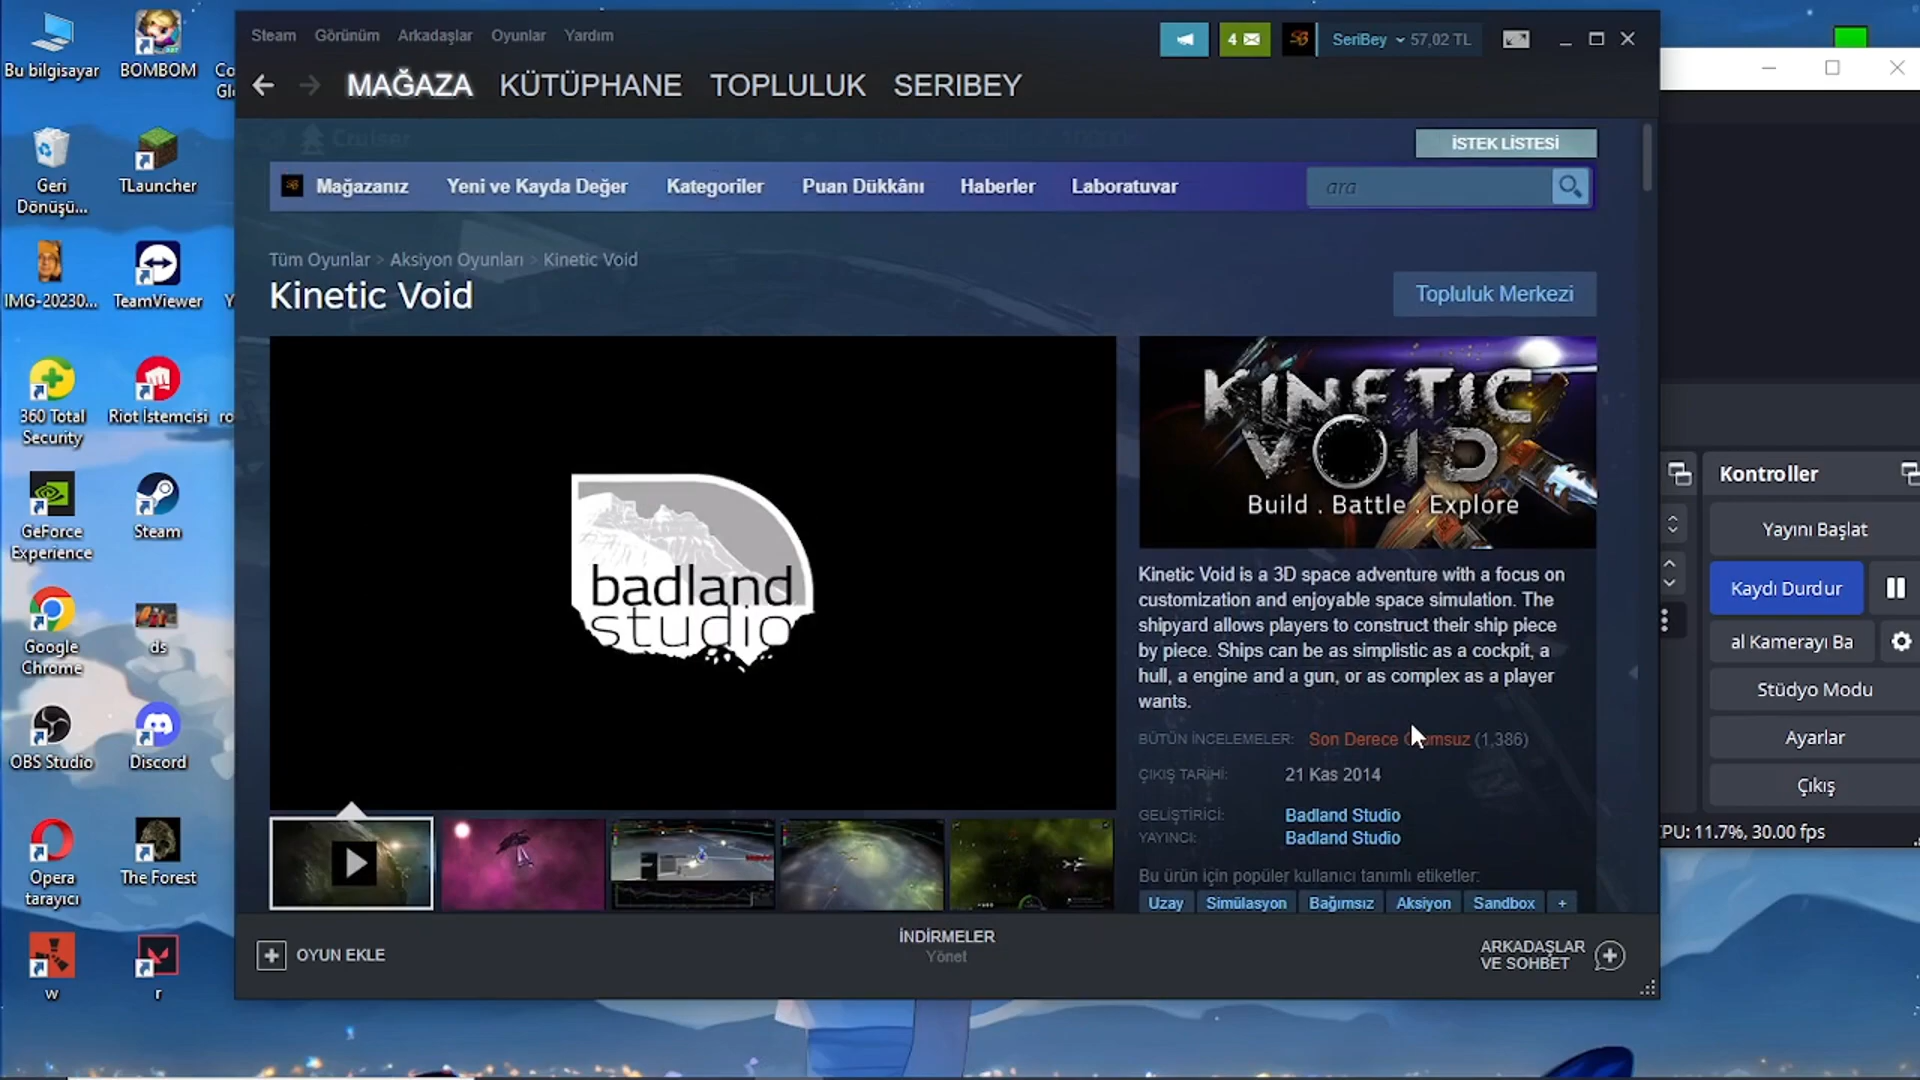 Steam Görünüm Arkadaşlar Oyunlar Yardım
4
SeriBey 57,02 TL
MAĞAZA KÜTÜPHANE TOPLULUK SERIBEY
Cruiser
İSTEK LİSTESİ
Mağazanız Yeni ve Kayda Değer Kategoriler Puan Dükkânı Haberler Laboratuvar
ara
Tüm Oyunlar > Aksiyon Oyunları > Kinetic Void
Kinetic Void
Topluluk Merkezi
badland
studio
KINETIC
VOID
Build . Battle . Explore
Kinetic Void is a 3D space adventure with a focus on
customization and enjoyable space simulation. The
shipyard allows players to construct their ship piece
by piece. Ships can be as simplistic as a cockpit, a
hull, a engine and a gun, or as complex as a player
wants.
BÜTÜN İNCELEMELER: Son Derece (1,386)
ÇIKIŞ TARİHİ: 21 Kas 2014
GELİŞTİRİCİ: Badland Studio
YAYINCI: Badland Studio
Bu ürün için popüler kullanıcı tanımlı etiketler:
Uzay Simülasyon Bağımsız Aksiyon Sandbox +
OYUN EKLE
İNDİRMELER
Yönet
ARKADAŞLAR
VE SOHBET
Bu bilgisayar
BOMBOM
Geri
Dönüşü...
TLauncher
IMG-20230...
TeamViewer
360 Total
Security
Riot İstemcisi
ro
GeForce
Experience
Steam
Google
Chrome
ds
OBS Studio
Discord
Opera
tarayıcı
The Forest
w
r
Kontroller
Yayını Başlat
Kaydı Durdur
al Kamerayı Ba
Stüdyo Modu
Ayarlar
Çıkış
CPU: 11.7%, 30.00 fps